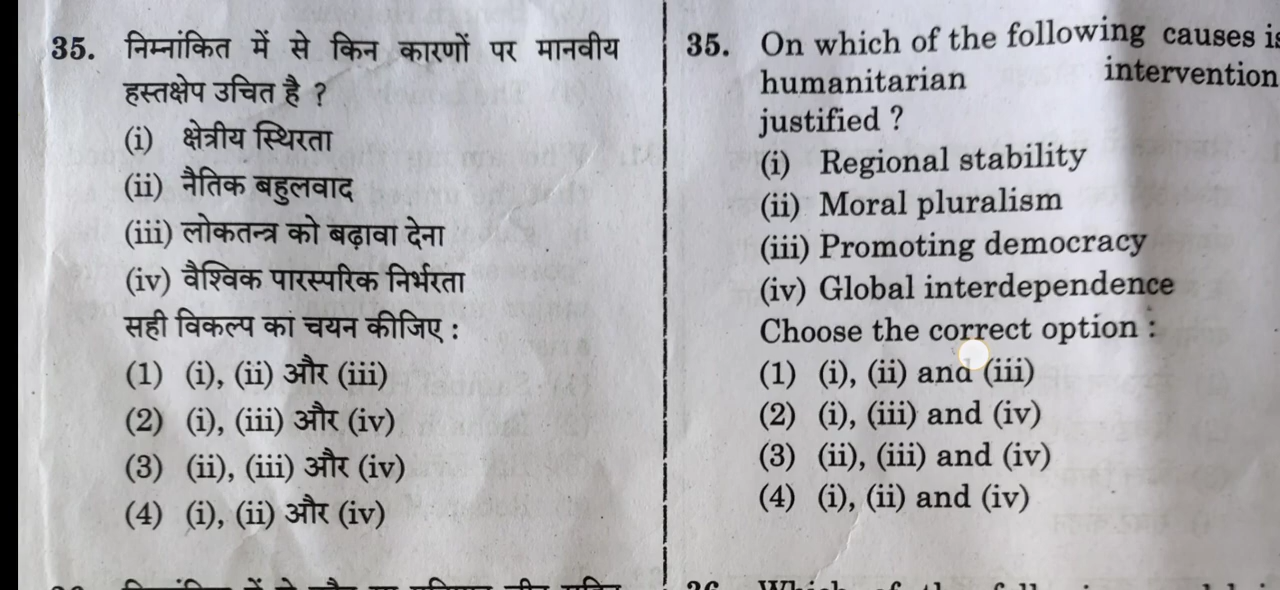 35. निम्नांकित में से किन कारणों पर मानवीय
हस्तक्षेप उचित है ?
(i) क्षेत्रीय स्थिरता
(ii) नैतिक बहुलवाद
(iii) लोकतन्त्र को बढ़ावा देना
(iv) वैश्विक पारस्परिक निर्भरता
सही विकल्प का चयन कीजिए :
(1) (i), (ii) और (iii)
(2) (i), (iii) और (iv)
(3) (ii), (iii) और (iv)
(4) (i), (ii) और (iv)
35. On which of the following causes is
humanitarian intervention
justified ?
(i) Regional stability
(ii) Moral pluralism
(iii) Promoting democracy
(iv) Global interdependence
Choose the correct option :
(1) (i), (ii) and (iii)
(2) (i), (iii) and (iv)
(3) (ii), (iii) and (iv)
(4) (i), (ii) and (iv)